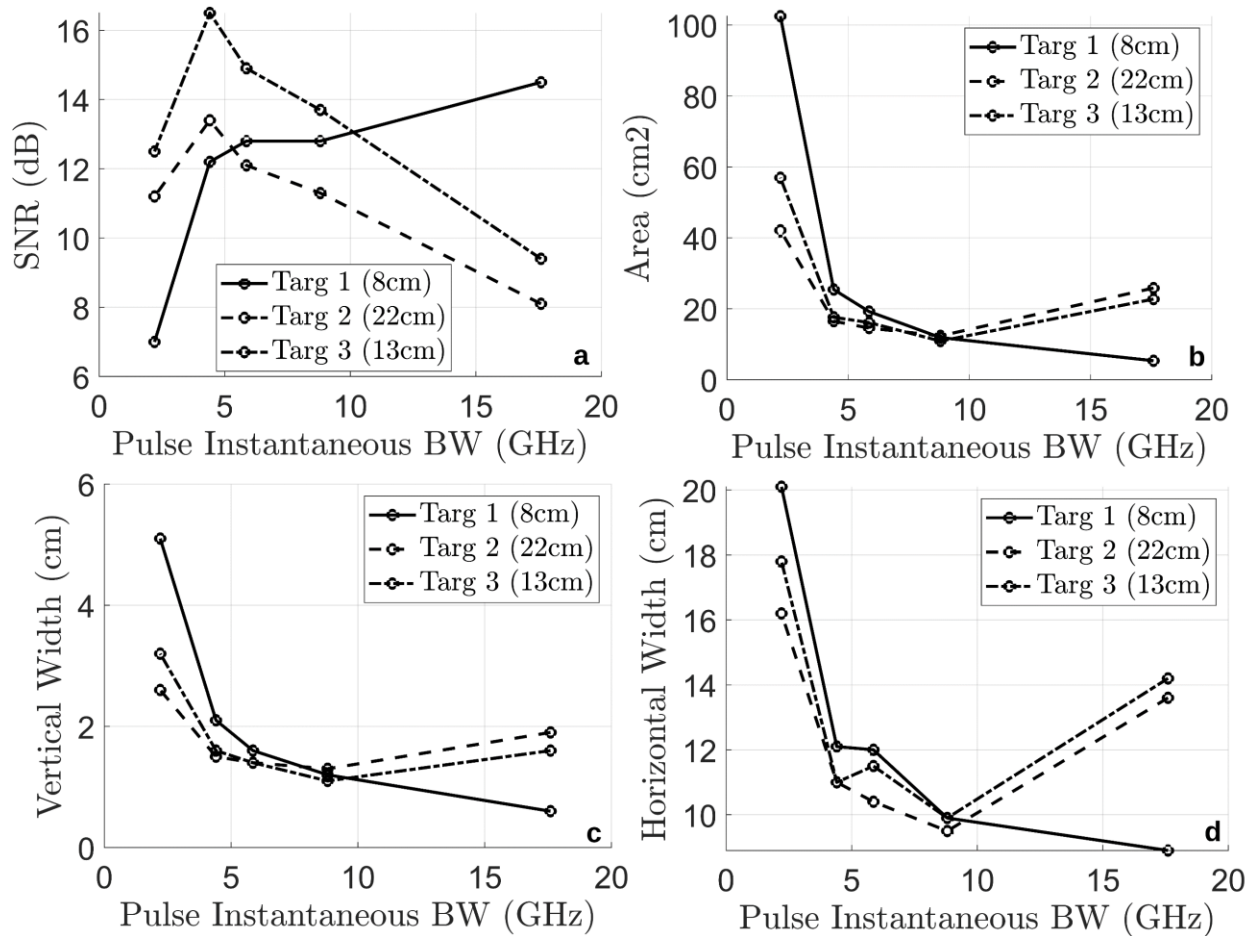 16
14
12
10
8
6
SNR (dB)
Targ 1 (8cm)
Targ 2 (22cm)
Targ 3 (13cm)
a
0
5
10
15
20
Pulse Instantaneous BW (GHz)
100
80
60
40
20
0
Area (cm2)
Targ 1 (8cm)
Targ 2 (22cm)
Targ 3 (13cm)
b
0
5
10
15
20
Pulse Instantaneous BW (GHz)
6
4
2
0
Vertical Width (cm)
Targ 1 (8cm)
Targ 2 (22cm)
Targ 3 (13cm)
c
0
5
10
15
20
Pulse Instantaneous BW (GHz)
20
18
16
14
12
10
Horizontal Width (cm)
Targ 1 (8cm)
Targ 2 (22cm)
Targ 3 (13cm)
d
0
5
10
15
20
Pulse Instantaneous BW (GHz)